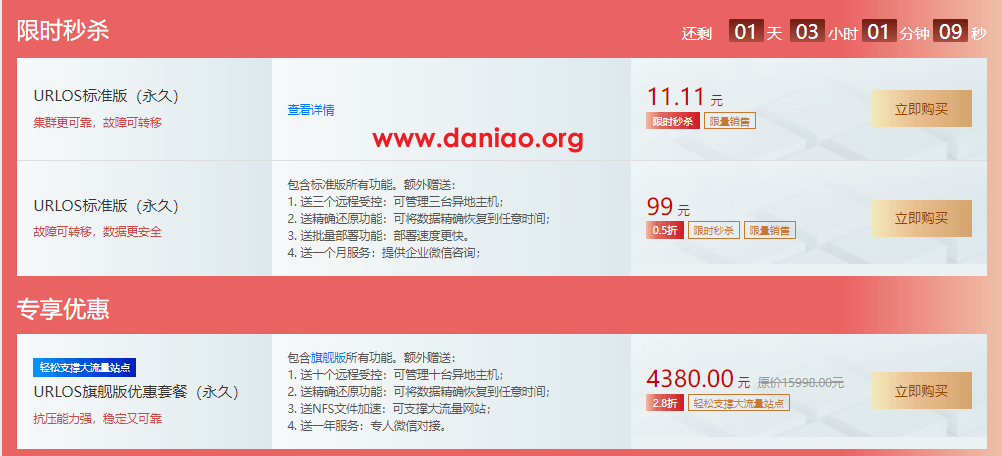 限时秒杀
还剩 01 天 03 小时 01 分钟 09 秒
URLOS标准版（永久）
集群更可靠，故障可转移
查看详情
www.daniao.org
11.11 元
限时秒杀 限量销售
立即购买
URLOS标准版（永久）
故障可转移，数据更安全
包含标准版所有功能。额外赠送：
1. 送三个远程受控：可管理三台异地主机；
2. 送精确还原功能：可将数据精确恢复到任意时间；
3. 送批量部署功能：部署速度更快。
4. 送一个月服务：提供企业微信咨询；
99 元
0.5折 限时秒杀 限量销售
立即购买
专享优惠
轻松支撑大流量站点
URLOS旗舰版优惠套餐（永久）
抗压能力强，稳定又可靠
包含旗舰版所有功能。额外赠送：
1. 送十个远程受控：可管理十台异地主机；
2. 送精确还原功能：可将数据精确恢复到任意时间；
3. 送NFS文件加速：可支撑大流量网站；
4. 送一年服务：专人微信对接。
4380.00 元 原价15998.00元
2.8折 轻松支撑大流量站点
立即购买